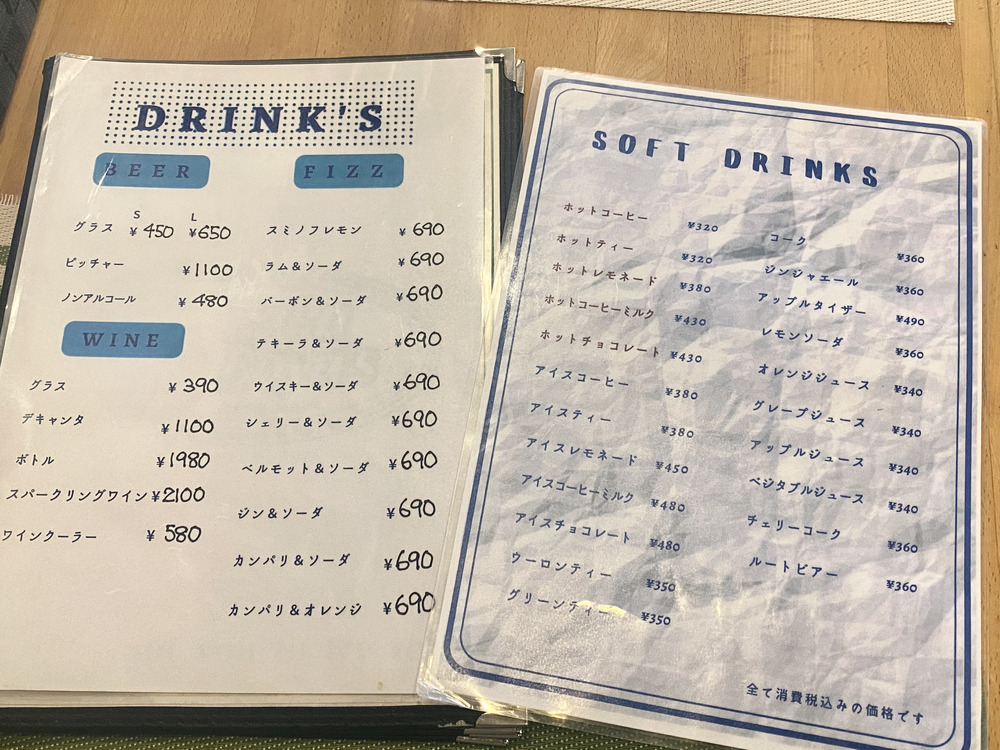 DRINK'S
BEER
S L
グラス ¥450 ¥650
ピッチャー ¥1100
ノンアルコール ¥480
WINE
グラス ¥390
デキャンタ ¥1100
ボトル ¥1980
スパークリングワイン ¥2100
ワインクーラー ¥580
FIZZ
スミノフレモン ¥690
ラム&ソーダ ¥690
バーボン&ソーダ ¥690
テキーラ&ソーダ ¥690
ウイスキー&ソーダ ¥690
シェリー&ソーダ ¥690
ベルモット&ソーダ ¥690
ジン&ソーダ ¥690
カンパリ&ソーダ ¥690
カンパリ&オレンジ ¥690
SOFT DRINKS
ホットコーヒー ¥320
ホットティー ¥320
ホットレモネード ¥380
ホットコーヒーミルク ¥430
ホットチョコレート ¥430
アイスコーヒー ¥380
アイスティー ¥380
アイスレモネード ¥450
アイスコーヒーミルク ¥480
アイスチョコレート ¥480
ウーロンティー ¥350
グリーンティー ¥350
コーク ¥360
ジンジャエール ¥360
アップルタイザー ¥490
レモンソーダ ¥360
オレンジジュース ¥340
グレープジュース ¥340
アップルジュース ¥340
ベジタブルジュース ¥340
チェリーコーク ¥360
ルートビアー ¥360
全て消費税込みの価格です